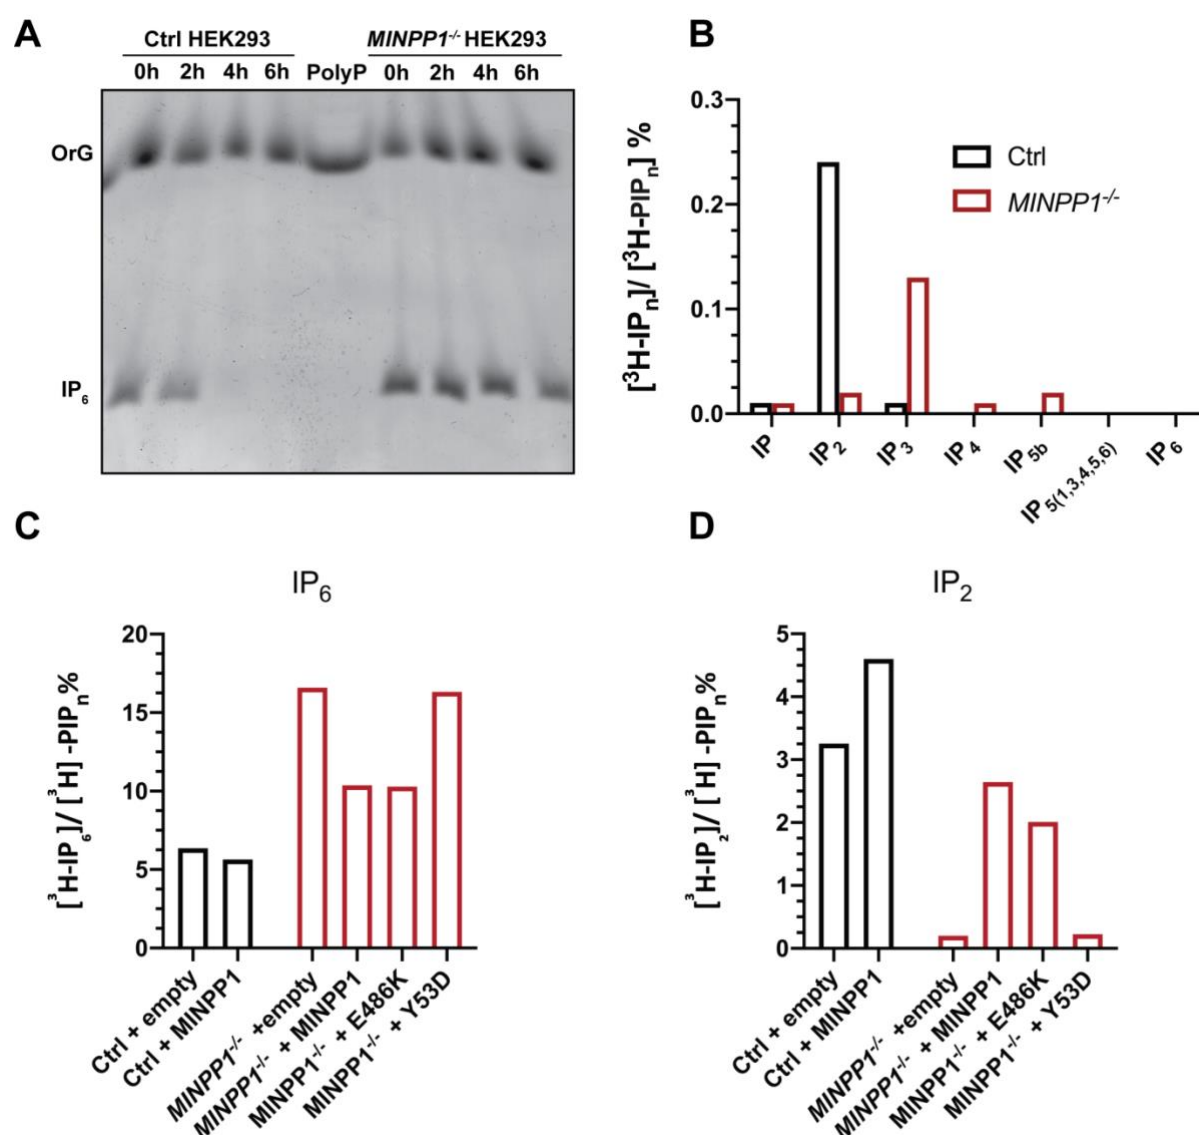 A
Ctrl HEK293
MINPP1-/- HEK293
0h 2h 4h 6h PolyP 0h 2h 4h 6h
OrG
IP6
B
[3H-IPn]/ [3H-PIPn] %
0.3
0.2
0.1
0.0
Ctrl
MINPP1-/-
IP
IP2
IP3
IP4
IP5b
IP5(1,3,4,5,6)
IP6
C
IP6
[3H-IP6]/ [3H] -PIPn%
20
15
10
5
0
Ctrl + empty
Ctrl + MINPP1
MINPP1-/- +empty
MINPP1-/- + MINPP1
MINPP1-/- + E486K
MINPP1-/- + Y53D
D
IP2
[3H-IP2]/ [3H] -PIPn%
5
4
3
2
1
0
Ctrl + empty
Ctrl + MINPP1
MINPP1-/- +empty
MINPP1-/- + MINPP1
MINPP1-/- + E486K
MINPP1-/- + Y53D